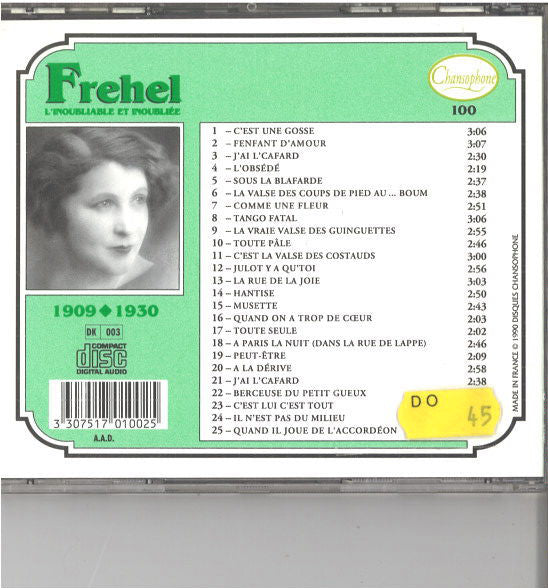 Frehel
L'INOUBLIABLE ET INOUBLIÉE
Chansophone
100
1 – C'EST UNE GOSSE 3:06
2 – FENFANT D'AMOUR 3:07
3 – J'AI L'CAFARD 2:30
4 – L'OBSÉDÉ 2:19
5 – SOUS LA BLAFARDE 2:37
6 – LA VALSE DES COUPS DE PIED AU ... BOUM 2:38
7 – COMME UNE FLEUR 2:51
8 – TANGO FATAL 3:06
9 – LA VRAIE VALSE DES GUINGUETTES 2:55
10 – TOUTE PÂLE 2:46
11 – C'EST LA VALSE DES COSTAUDS 3:00
12 – JULOT Y A QU'TOI 2:56
13 – LA RUE DE LA JOIE 3:03
14 – HANTISE 2:50
15 – MUSETTE 2:43
16 – QUAND ON A TROP DE CŒUR 2:03
17 – TOUTE SEULE 2:02
18 – A PARIS LA NUIT (DANS LA RUE DE LAPPE) 2:46
19 – PEUT-ÊTRE 2:09
20 – A LA DÉRIVE 2:58
21 – J'AI L'CAFARD 2:38
22 – BERCEUSE DU PETIT GUEUX
23 – C'EST LUI C'EST TOUT
24 – IL N'EST PAS DU MILIEU
25 – QUAND IL JOUE DE L'ACCORDÉON
DO
45
1909 ◆ 1930
DK 003
COMPACT
disc
DIGITAL AUDIO
3 307517 010025
A.A.D.
MADE IN FRANCE © 1990 DISQUES CHANSOPHONE